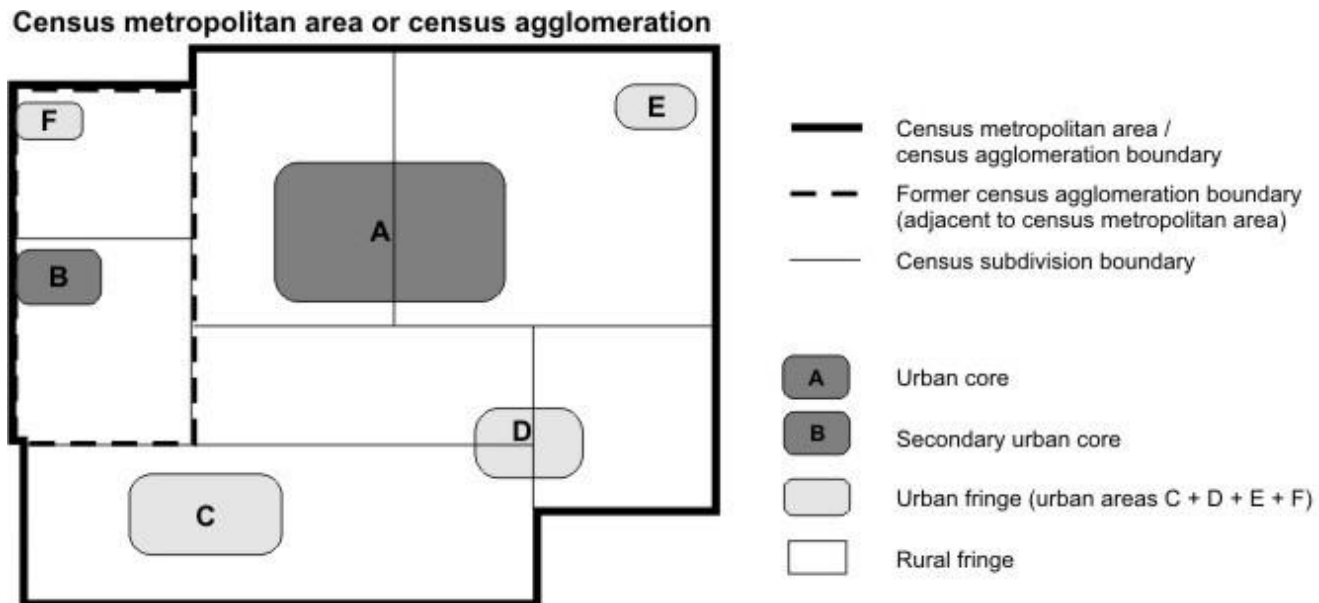 Census metropolitan area or census agglomeration
F
E
A
B
D
C
Census metropolitan area /
census agglomeration boundary
Former census agglomeration boundary
(adjacent to census metropolitan area)
Census subdivision boundary
A
Urban core
B
Secondary urban core
Urban fringe (urban areas C + D + E + F)
Rural fringe